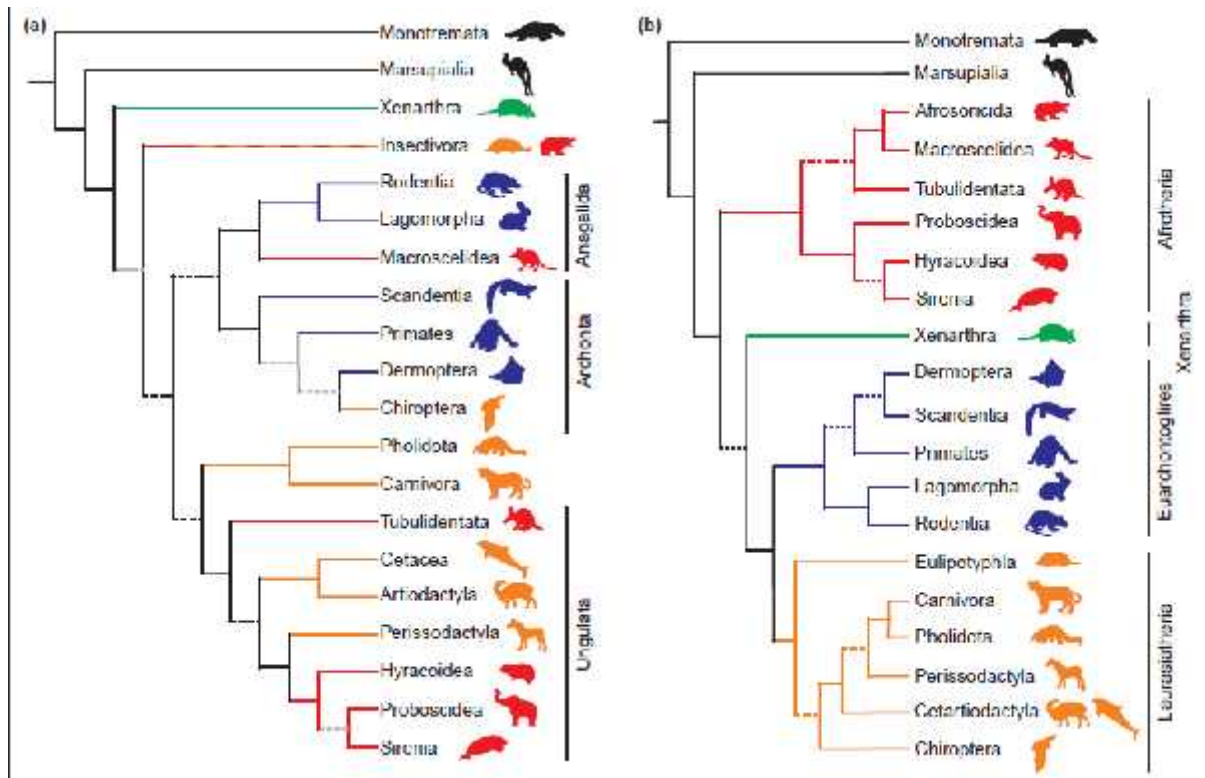 (a)
Monotremata
Marsupialia
Xenarthra
Insectivora
Rodentia
Lagomorpha
Macroscelidea
Scandentia
Primates
Dermoptera
Chiroptera
Pholidota
Carnivora
Tubulidentata
Cetacea
Artiodactyla
Perissodactyla
Hyracoidea
Proboscidea
Sirenia
Anagalida
Archonta
Ungulata
(b)
Monotremata
Marsupialia
Afrosoricida
Macroscelidea
Tubulidentata
Proboscidea
Hyracoidea
Sirenia
Xenarthra
Dermoptera
Scandentia
Primates
Lagomorpha
Rodentia
Eulipotyphla
Carnivora
Pholidota
Perissodactyla
Cetartiodactyla
Chiroptera
Afrotheria
Xenarthra
Euarchontoglires
Laurasiatheria